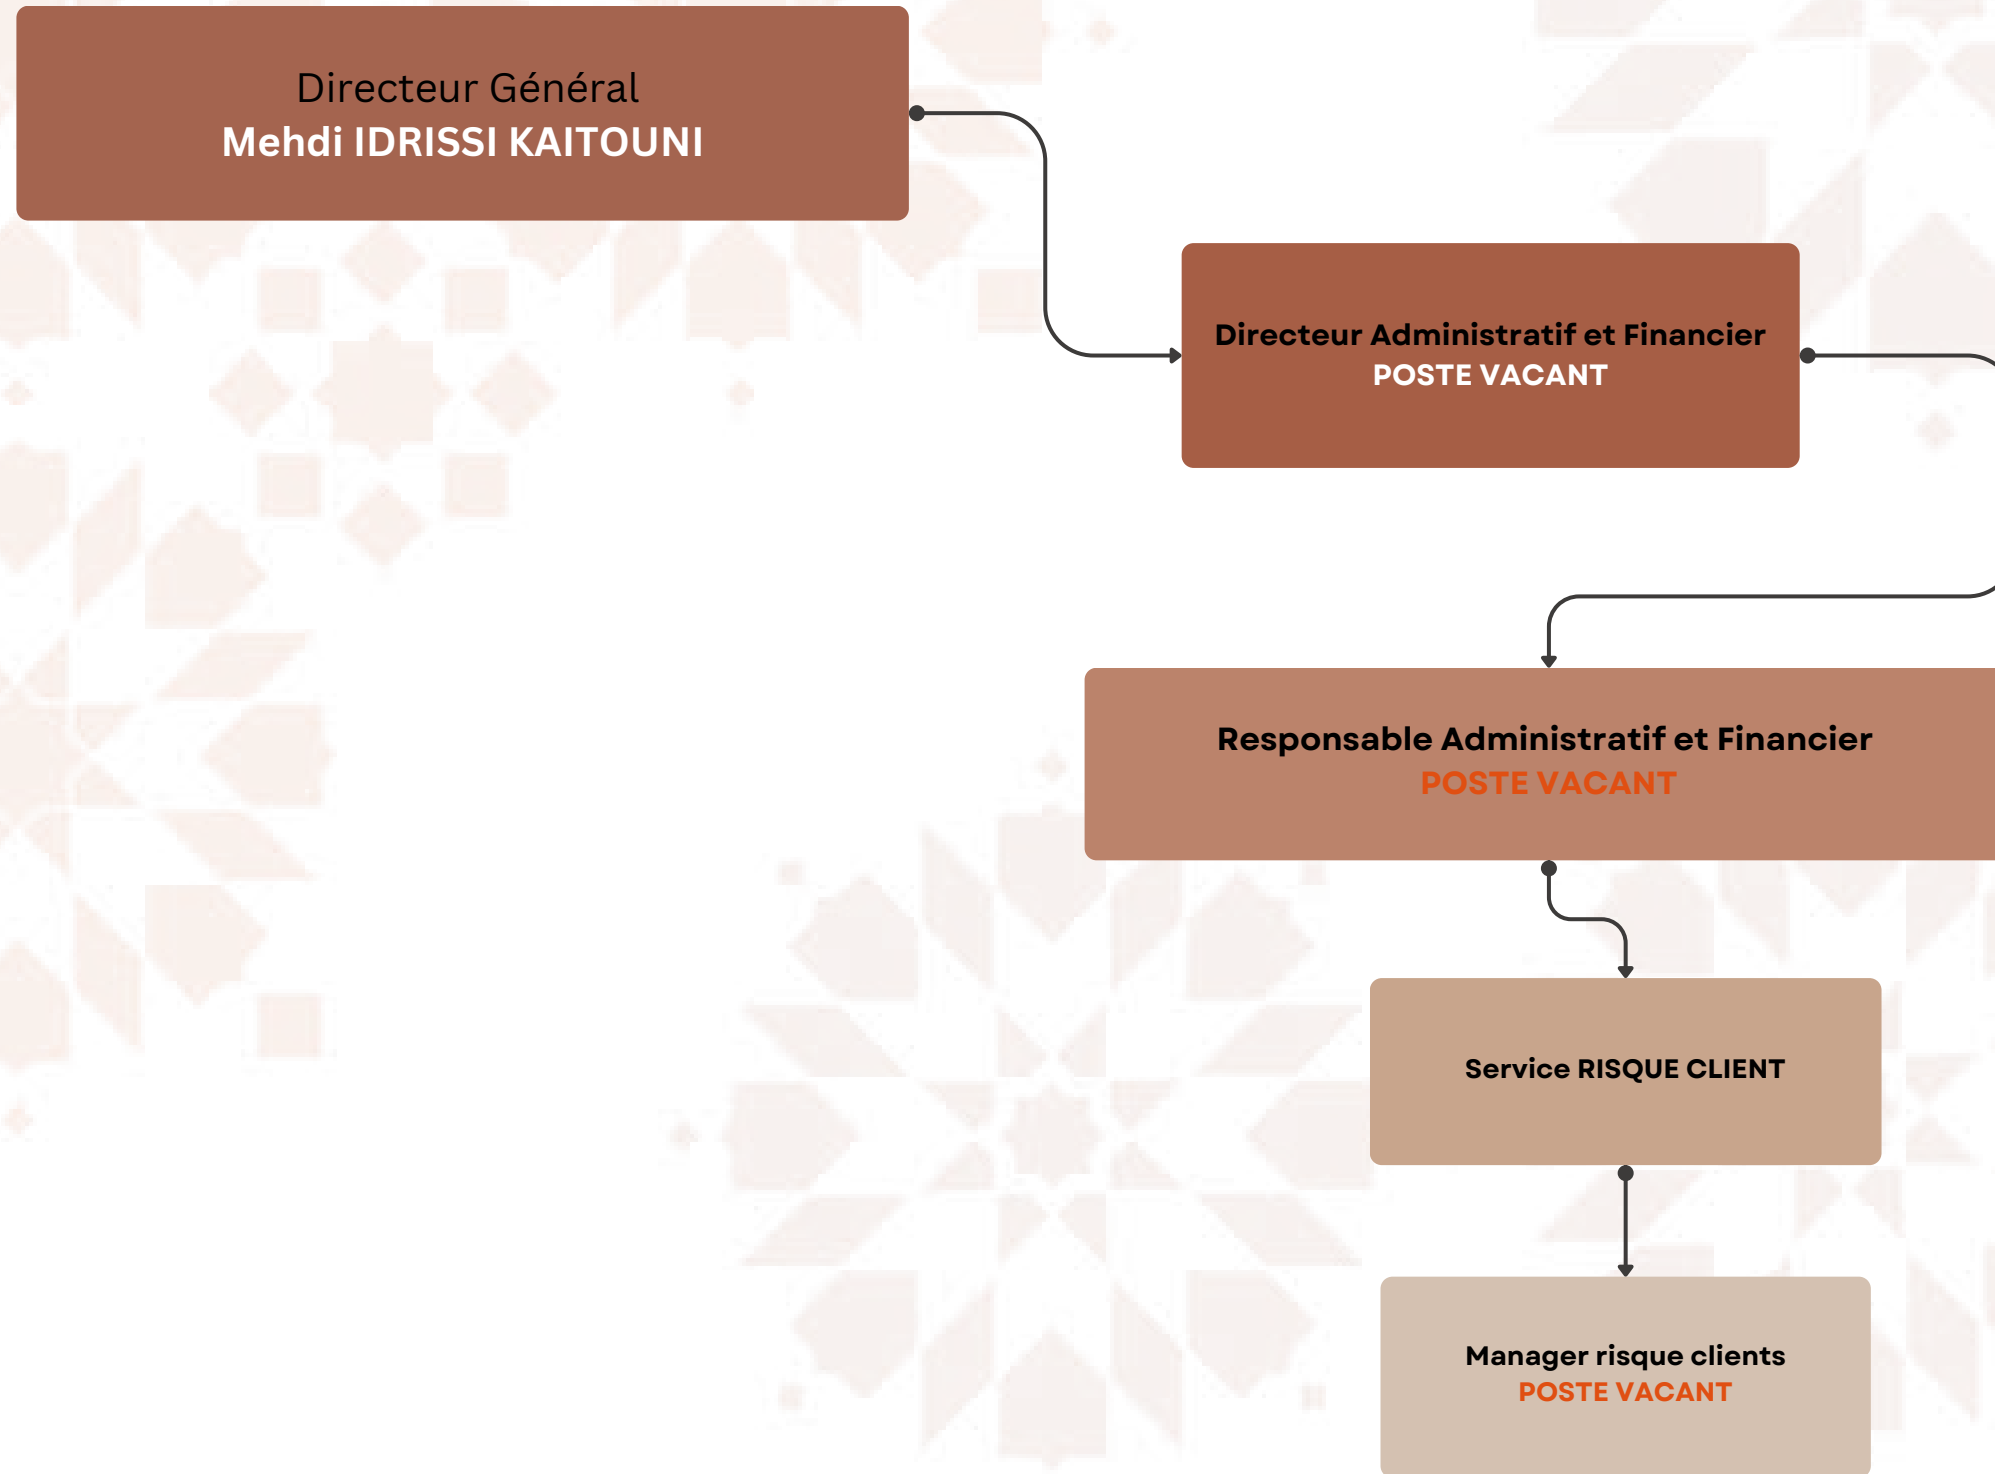 Directeur Général
Mehdi IDRISSI KAITOUNI
Directeur Administratif et Financier
POSTE VACANT
Responsable Administratif et Financier
POSTE VACANT
Service RISQUE CLIENT
Manager risque clients
POSTE VACANT